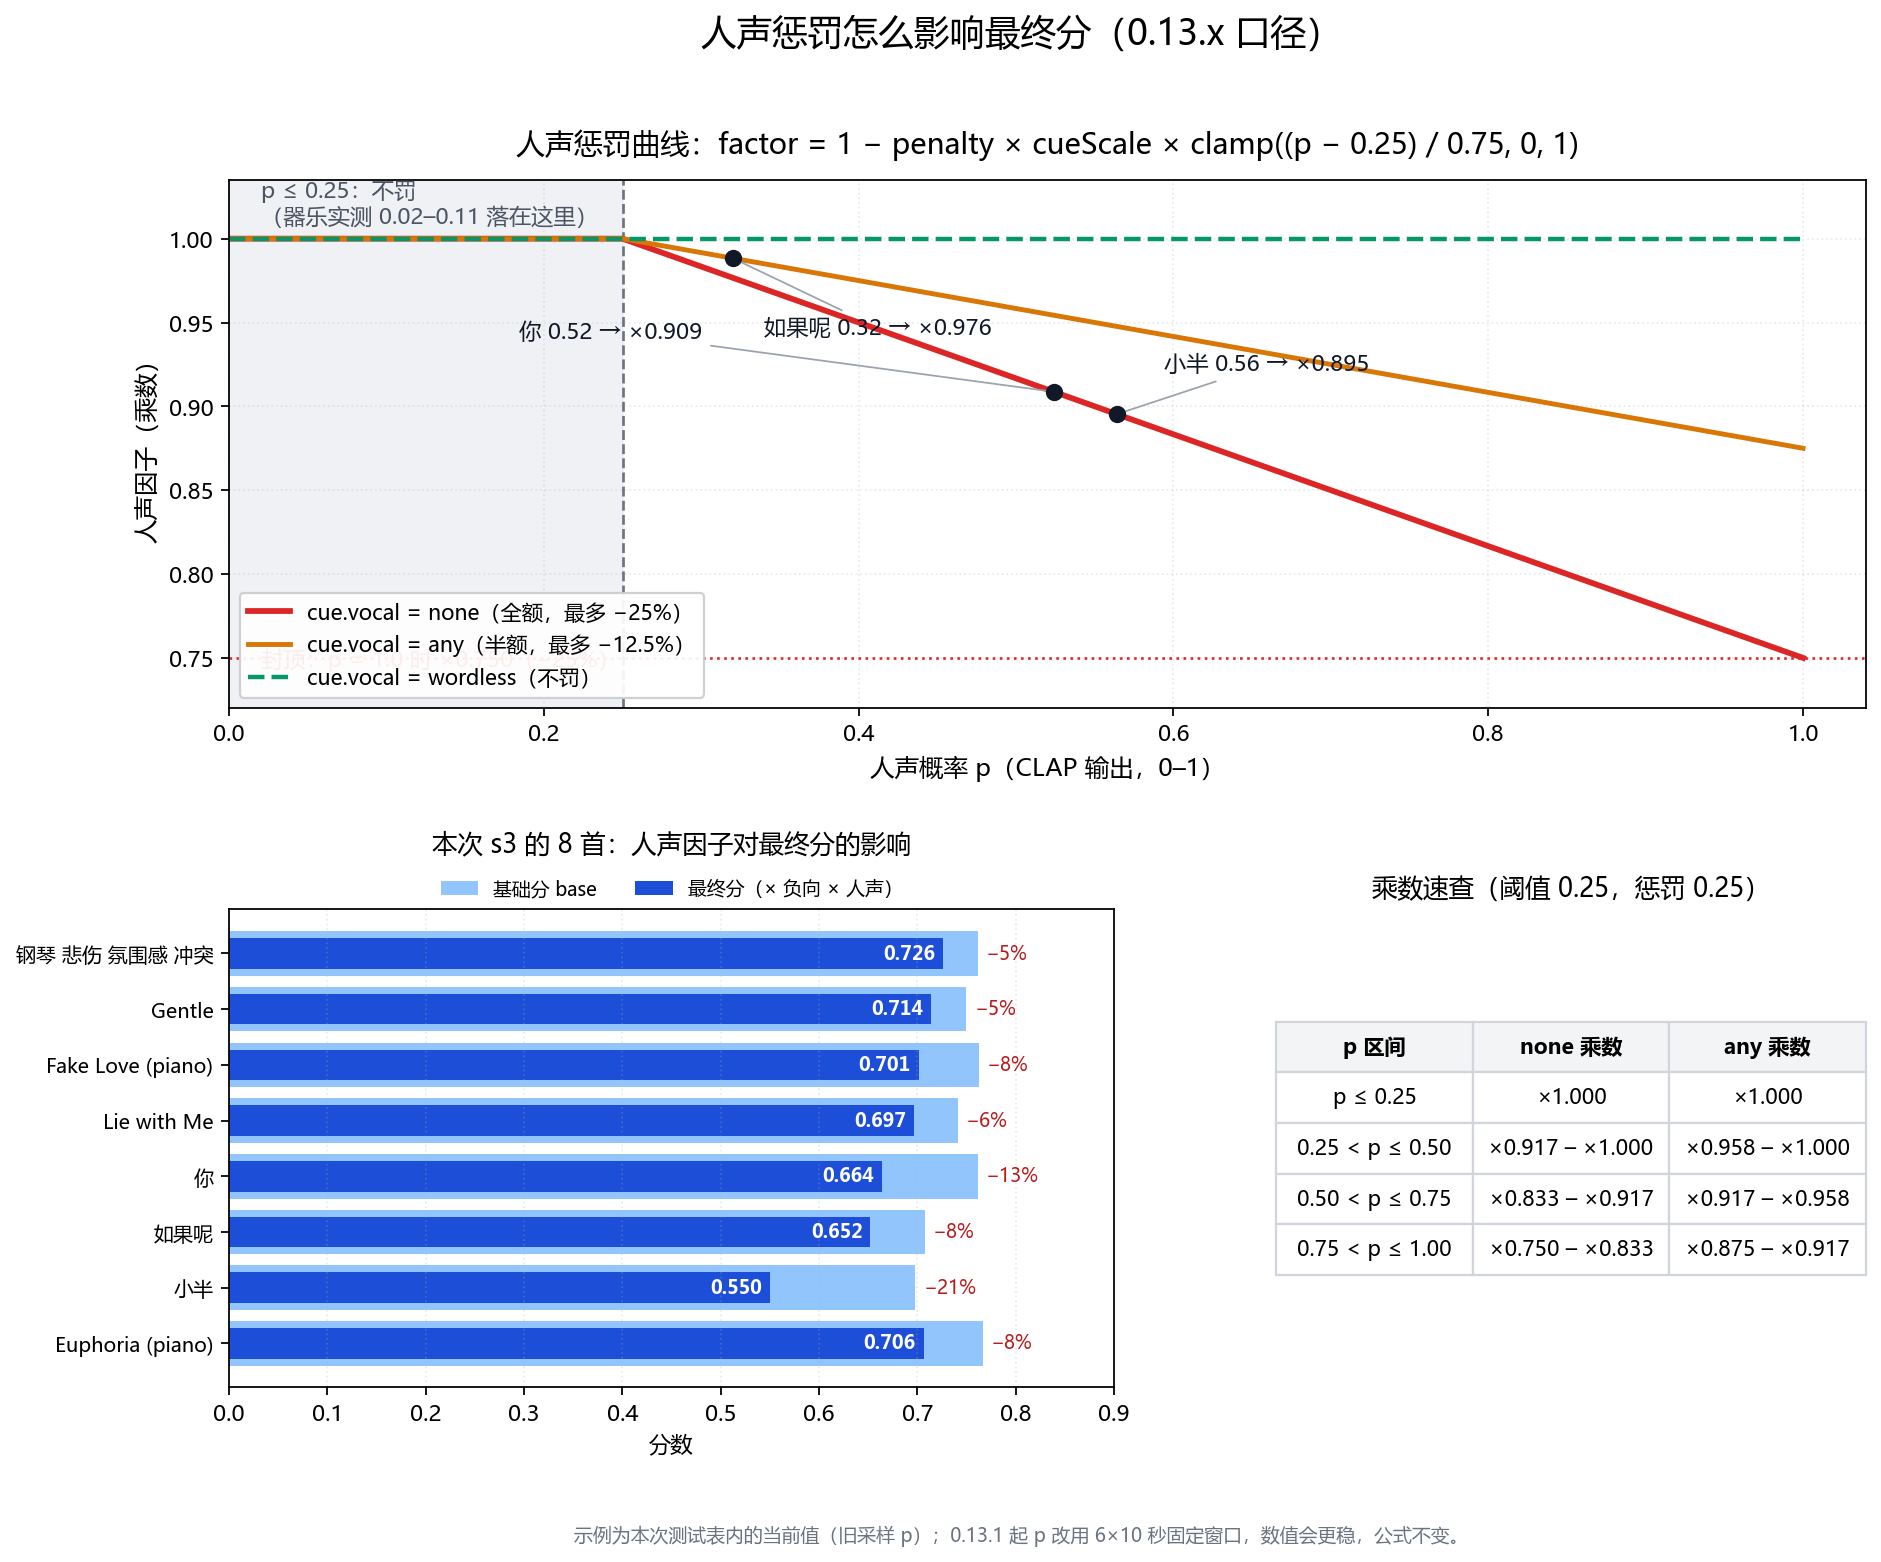 人声惩罚怎么影响最终分（0.13.x 口径）
人声惩罚曲线：factor = 1 − penalty × cueScale × clamp((p − 0.25) / 0.75, 0, 1)
p ≤ 0.25：不罚
（器乐实测 0.02–0.11 落在这里）
人声因子（乘数）
1.00
0.95
0.90
0.85
0.80
0.75
你 0.52 → ×0.909
如果呢 0.32 → ×0.976
小半 0.56 → ×0.895
cue.vocal = none（全额，最多 −25%）
cue.vocal = any（半额，最多 −12.5%）
cue.vocal = wordless（不罚）
0.0 0.2 0.4 0.6 0.8 1.0
人声概率 p（CLAP 输出，0–1）
本次 s3 的 8 首：人声因子对最终分的影响
基础分 base 最终分（× 负向 × 人声）
钢琴 悲伤 氛围感 冲突 0.726 −5%
Gentle 0.714 −5%
Fake Love (piano) 0.701 −8%
Lie with Me 0.697 −6%
你 0.664 −13%
如果呢 0.652 −8%
小半 0.550 −21%
Euphoria (piano) 0.706 −8%
0.0 0.1 0.2 0.3 0.4 0.5 0.6 0.7 0.8 0.9
分数
乘数速查（阈值 0.25，惩罚 0.25）
p 区间 none 乘数 any 乘数
p ≤ 0.25 ×1.000 ×1.000
0.25 < p ≤ 0.50 ×0.917 – ×1.000 ×0.958 – ×1.000
0.50 < p ≤ 0.75 ×0.833 – ×0.917 ×0.917 – ×0.958
0.75 < p ≤ 1.00 ×0.750 – ×0.833 ×0.875 – ×0.917
示例为本次测试表内的当前值（旧采样 p）；0.13.1 起 p 改用 6×10 秒固定窗口，数值会更稳，公式不变。